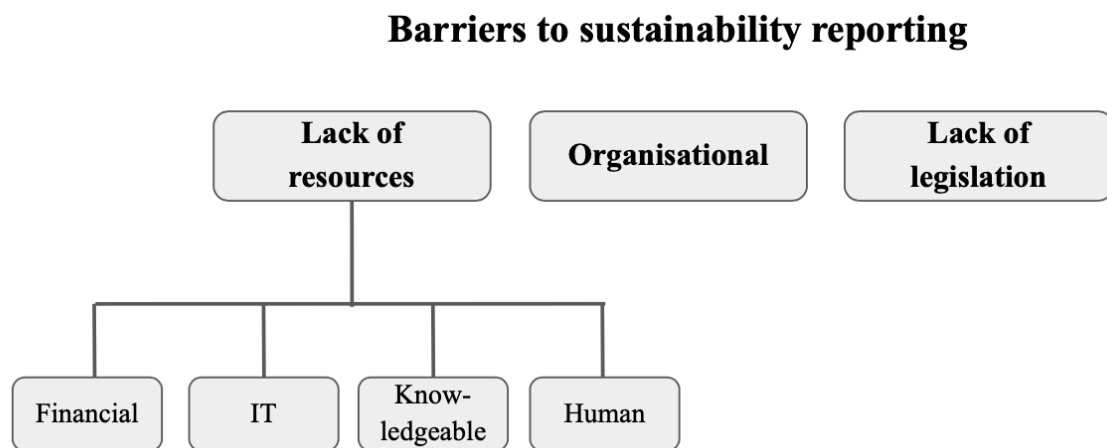 Barriers to sustainability reporting
Lack of
resources
Organisational
Lack of
legislation
Financial
IT
Know-
ledgeable
Human